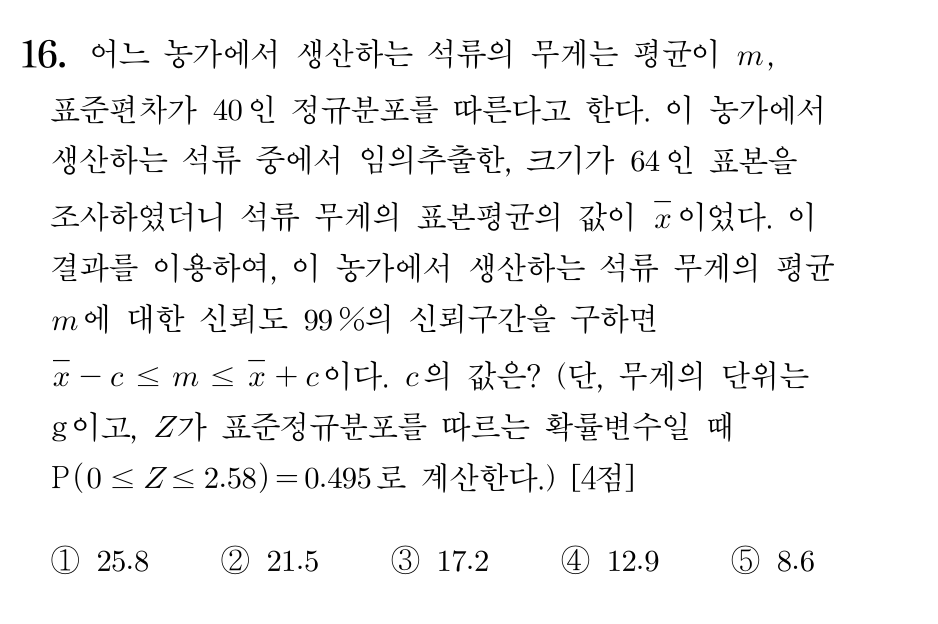 16. 어느 농가에서 생산하는 석류의 무게는 평균이 m,
표준편차가 40인 정규분포를 따른다고 한다. 이 농가에서
생산하는 석류 중에서 임의추출한, 크기가 64인 표본을
조사하였더니 석류 무게의 표본평균의 값이 x̄이었다. 이
결과를 이용하여, 이 농가에서 생산하는 석류 무게의 평균
m에 대한 신뢰도 99%의 신뢰구간을 구하면
x̄ − c ≤ m ≤ x̄ + c이다. c의 값은? (단, 무게의 단위는
g이고, Z가 표준정규분포를 따르는 확률변수일 때
P(0 ≤ Z ≤ 2.58) = 0.495로 계산한다.) [4점]
① 25.8 ② 21.5 ③ 17.2 ④ 12.9 ⑤ 8.6